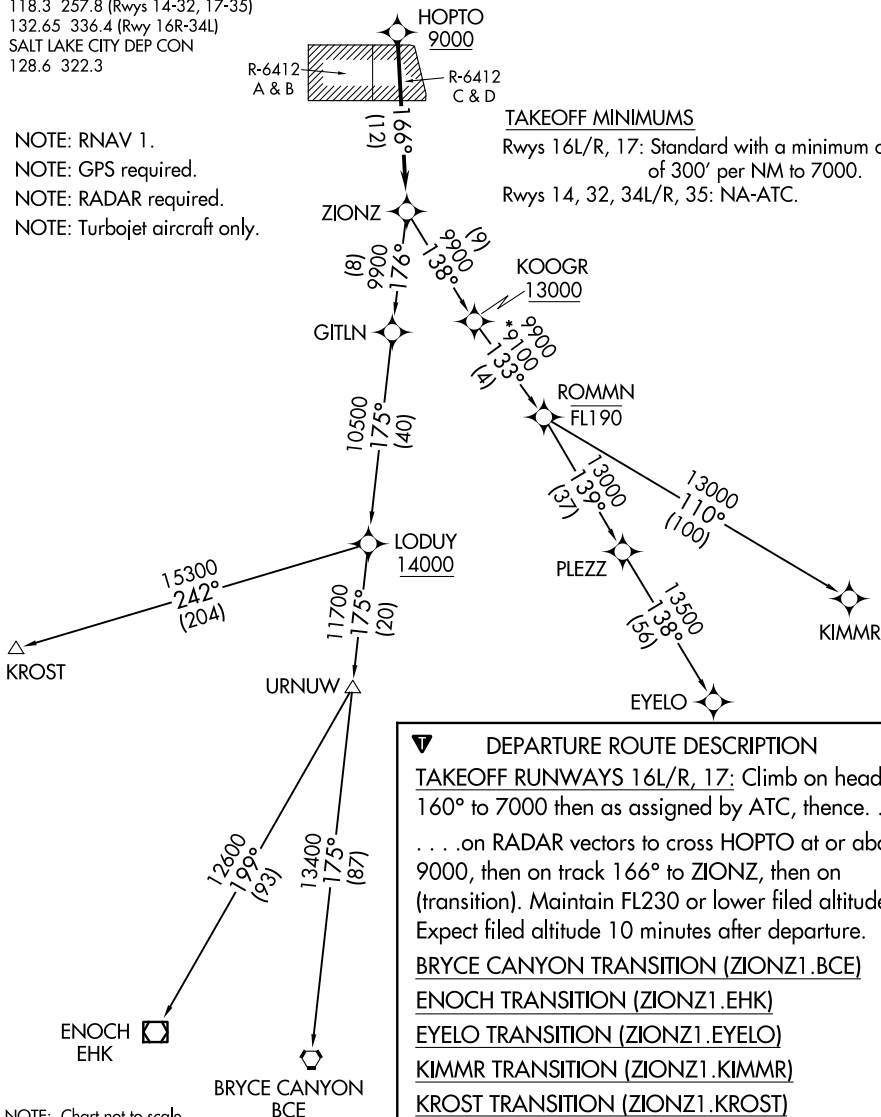 118.3 257.8 (Rwys 14-32, 17-35)
132.65 336.4 (Rwy 16R-34L)
SALT LAKE CITY DEP CON
128.6 322.3
HOPTO
9000
R-6412
A & B
R-6412
C & D
166°
(12)
TAKEOFF MINIMUMS
Rwys 16L/R, 17: Standard with a minimum
of 300' per NM to 7000.
Rwys 14, 32, 34L/R, 35: NA-ATC.
NOTE: RNAV 1.
NOTE: GPS required.
NOTE: RADAR required.
NOTE: Turbojet aircraft only.
ZIONZ
(8)
9900
176°
(9)
9900
138°
KOOGR
13000
GITLN
9900
*9100
133°
(4)
ROMMN
FL190
10500
175°
(40)
13000
139°
(37)
13000
110°
(100)
LODUY
14000
PLEZZ
15300
242°
(204)
11700
175°
(20)
13500
138°
(56)
KIMMR
KROST
URNUW
EYELO
12600
199°
(93)
13400
175°
(87)
T DEPARTURE ROUTE DESCRIPTION
TAKEOFF RUNWAYS 16L/R, 17: Climb on head
160° to 7000 then as assigned by ATC, thence. .
. . . .on RADAR vectors to cross HOPTO at or abo
9000, then on track 166° to ZIONZ, then on
(transition). Maintain FL230 or lower filed altitude
Expect filed altitude 10 minutes after departure.
BRYCE CANYON TRANSITION (ZIONZ1.BCE)
ENOCH TRANSITION (ZIONZ1.EHK)
EYELO TRANSITION (ZIONZ1.EYELO)
KIMMR TRANSITION (ZIONZ1.KIMMR)
KROST TRANSITION (ZIONZ1.KROST)
ENOCH
EHK
BRYCE CANYON
BCE
NOTE: Chart not to scale